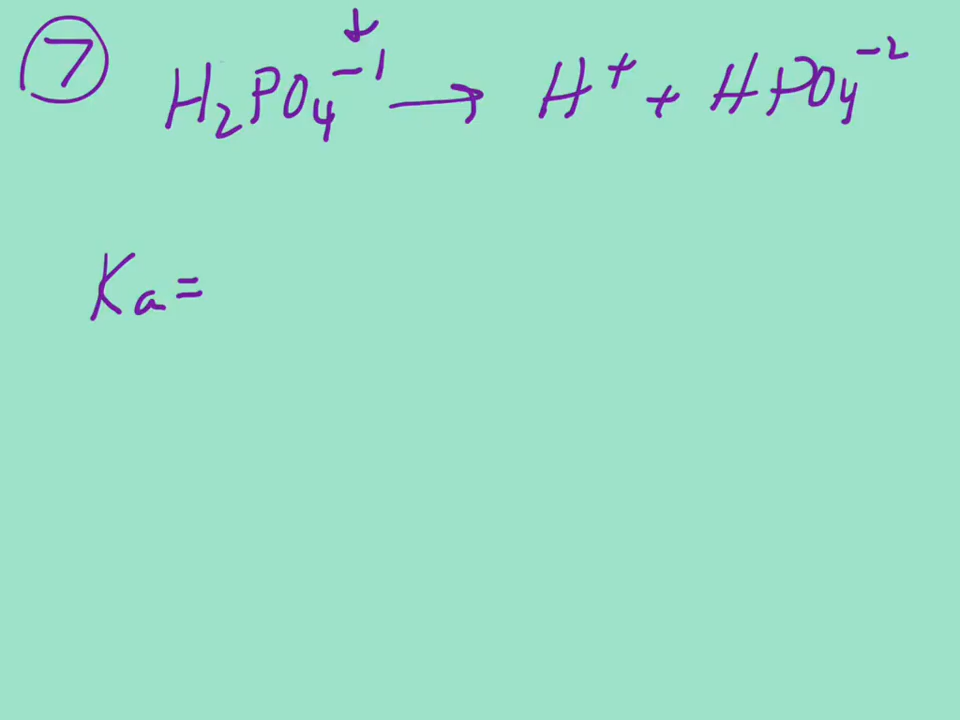 7 H₂PO₄⁻¹ → H⁺ + HPO₄⁻²
Ka =